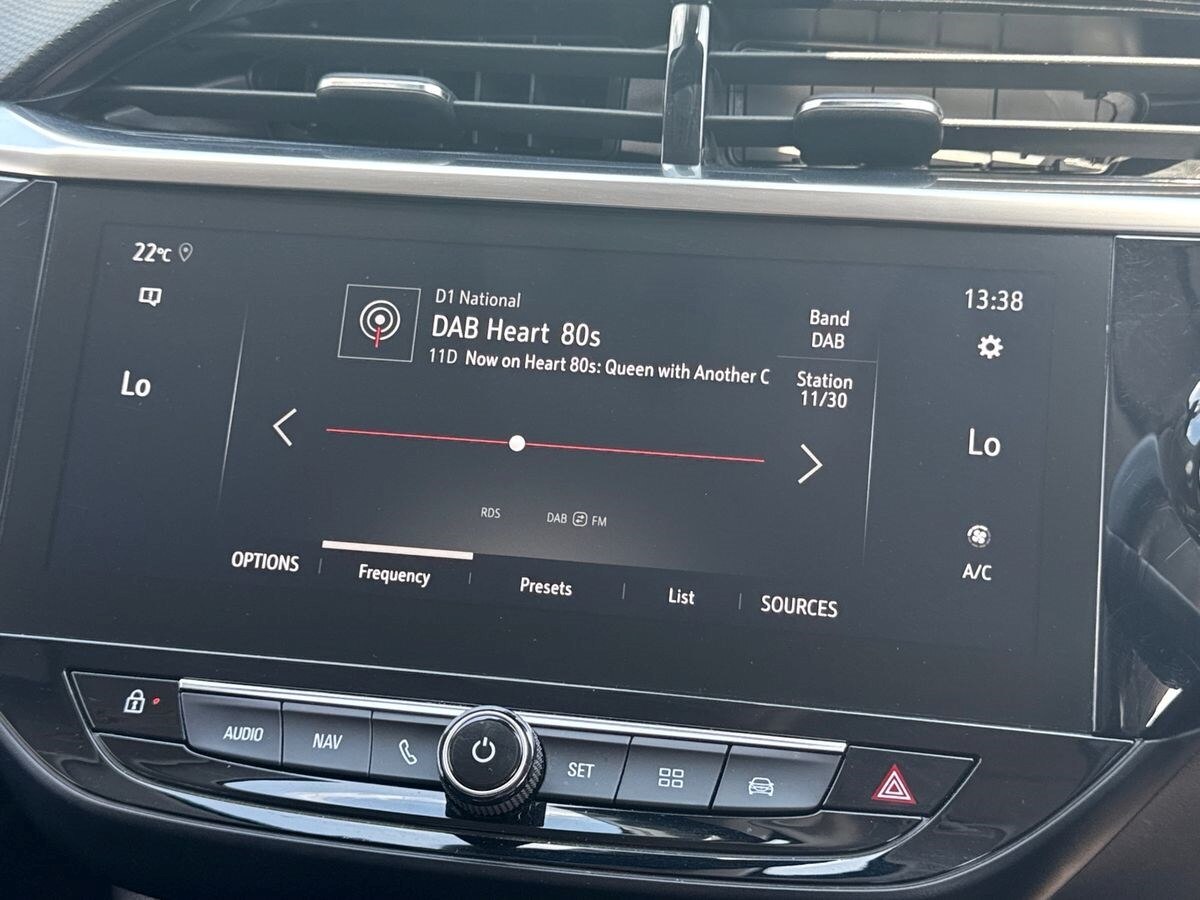 22°C
D1 National
13:38
DAB Heart 80s
Band
DAB
11D Now on Heart 80s: Queen with Another C
Station
11/30
Lo
Lo
RDS
DAB FM
A/C
OPTIONS
Frequency
Presets
List
SOURCES
AUDIO
NAV
SET